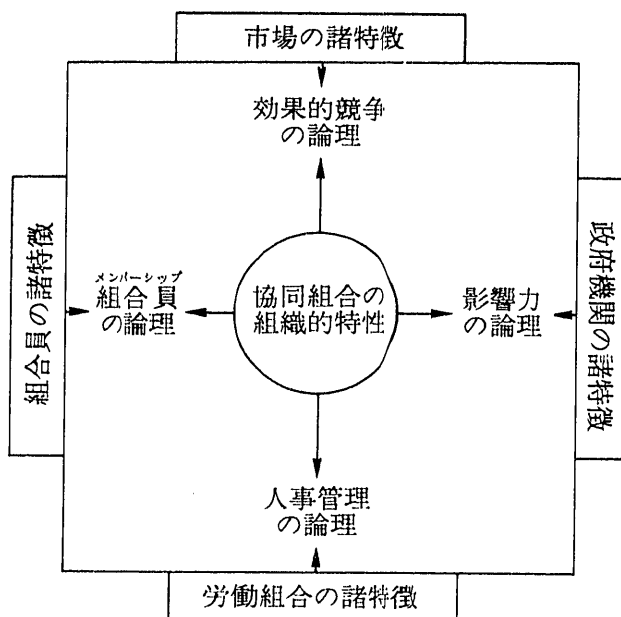 市場の諸特徴
効果的競争
の論理
組合員の諸特徴
メンバーシップ
組合員
の論理
協同組合の
組織的特性
影響力
の論理
政府機関の諸特徴
人事管理
の論理
労働組合の諸特徴